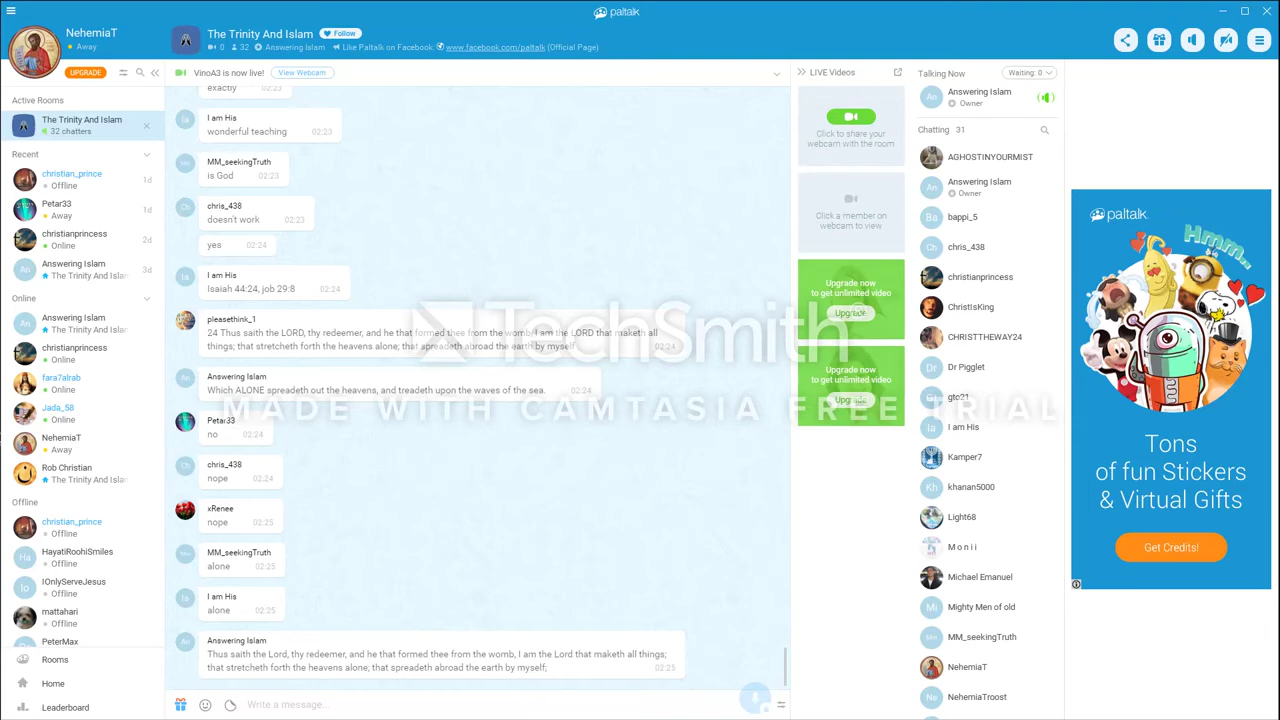 paltalk
NehemiaT
Away
The Trinity And Islam
Follow
0 32 Answering Islam Like Paltalk on Facebook: www.facebook.com/paltalk (Official Page)
UPGRADE
VinoA3 is now live!
View Webcam
LIVE Videos
Talking Now
Waiting: 0
Active Rooms
The Trinity And Islam
32 chatters
Recent
christian_prince
Offline
1d
Petar33
Away
1d
christianprincess
Online
2d
Answering Islam
The Trinity And Islam
3d
Online
Answering Islam
The Trinity And Islam
christianprincess
Online
fara7alrab
Online
Jada_58
Online
NehemiaT
Away
Rob Christian
The Trinity And Islam
Offline
christian_prince
Offline
HayatiRoohiSmiles
Offline
IOnlyServeJesus
Offline
mattahari
Offline
PeterMax
Rooms
Home
Leaderboard
exactly 02:23
I am His
wonderful teaching 02:23
MM_seekingTruth
is God 02:23
chris_438
doesn't work 02:23
yes 02:24
I am His
Isaiah 44:24, job 29:8 02:24
pleasethink_1
24 Thus saith the LORD, thy redeemer, and he that formed thee from the womb, I am the LORD that maketh all
things; that stretcheth forth the heavens alone; that spreadeth abroad the earth by myself 02:24
Answering Islam
Which ALONE spreadeth out the heavens, and treadeth upon the waves of the sea. 02:24
Petar33
no 02:24
chris_438
nope 02:24
xRenee
nope 02:25
MM_seekingTruth
alone 02:25
I am His
alone 02:25
Answering Islam
Thus saith the Lord, thy redeemer, and he that formed thee from the womb, I am the Lord that maketh all things;
that stretcheth forth the heavens alone; that spreadeth abroad the earth by myself; 02:25
Write a message...
TechSmith
MADE WITH CAMTASIA FREE TRIAL
Click to share your
webcam with the room
Click a member on
webcam to view
Upgrade now
to get unlimited video
Upgrade
Upgrade now
to get unlimited video
Upgrade
An
Answering Islam
Owner
Chatting 31
AGHOSTINYOURMIST
An
Answering Islam
Owner
Ba
bappi_5
Ch
chris_438
christianprincess
ChristIsKing
CHRISTTHEWAY24
Dr
Dr Pigglet
gtc21
Ia
I am His
Kamper7
Kh
khanan5000
Light68
M o n i i
Michael Emanuel
Mi
Mighty Men of old
Mm
MM_seekingTruth
NehemiaT
Ne
NehemiaTroost
paltalk
Hmm...
Tons
of fun Stickers
& Virtual Gifts
Get Credits!